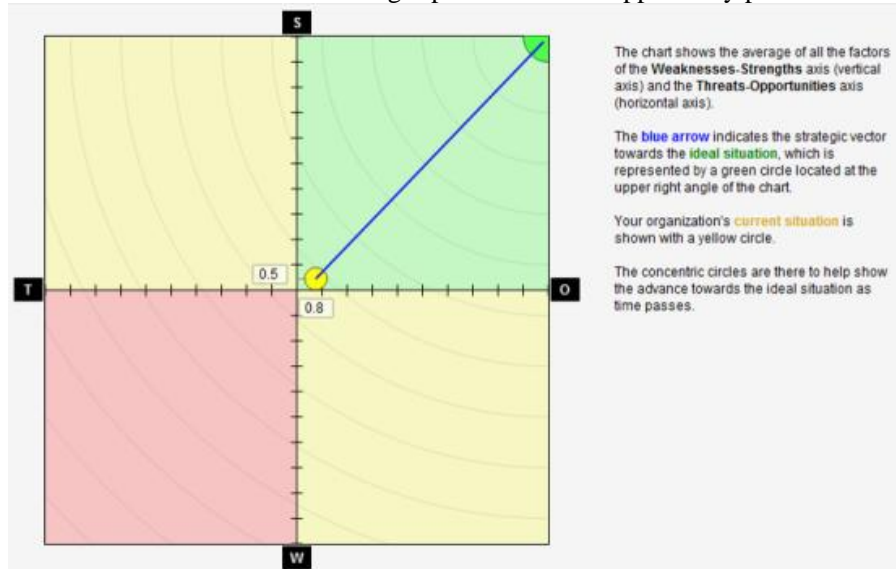 S
The chart shows the average of all the factors
of the Weaknesses-Strengths axis (vertical
axis) and the Threats-Opportunities axis
(horizontal axis).
The blue arrow indicates the strategic vector
towards the ideal situation, which is
represented by a green circle located at the
upper right angle of the chart.
Your organization's current situation is
shown with a yellow circle.
The concentric circles are there to help show
the advance towards the ideal situation as
time passes.
0.5
T
O
0.8
W